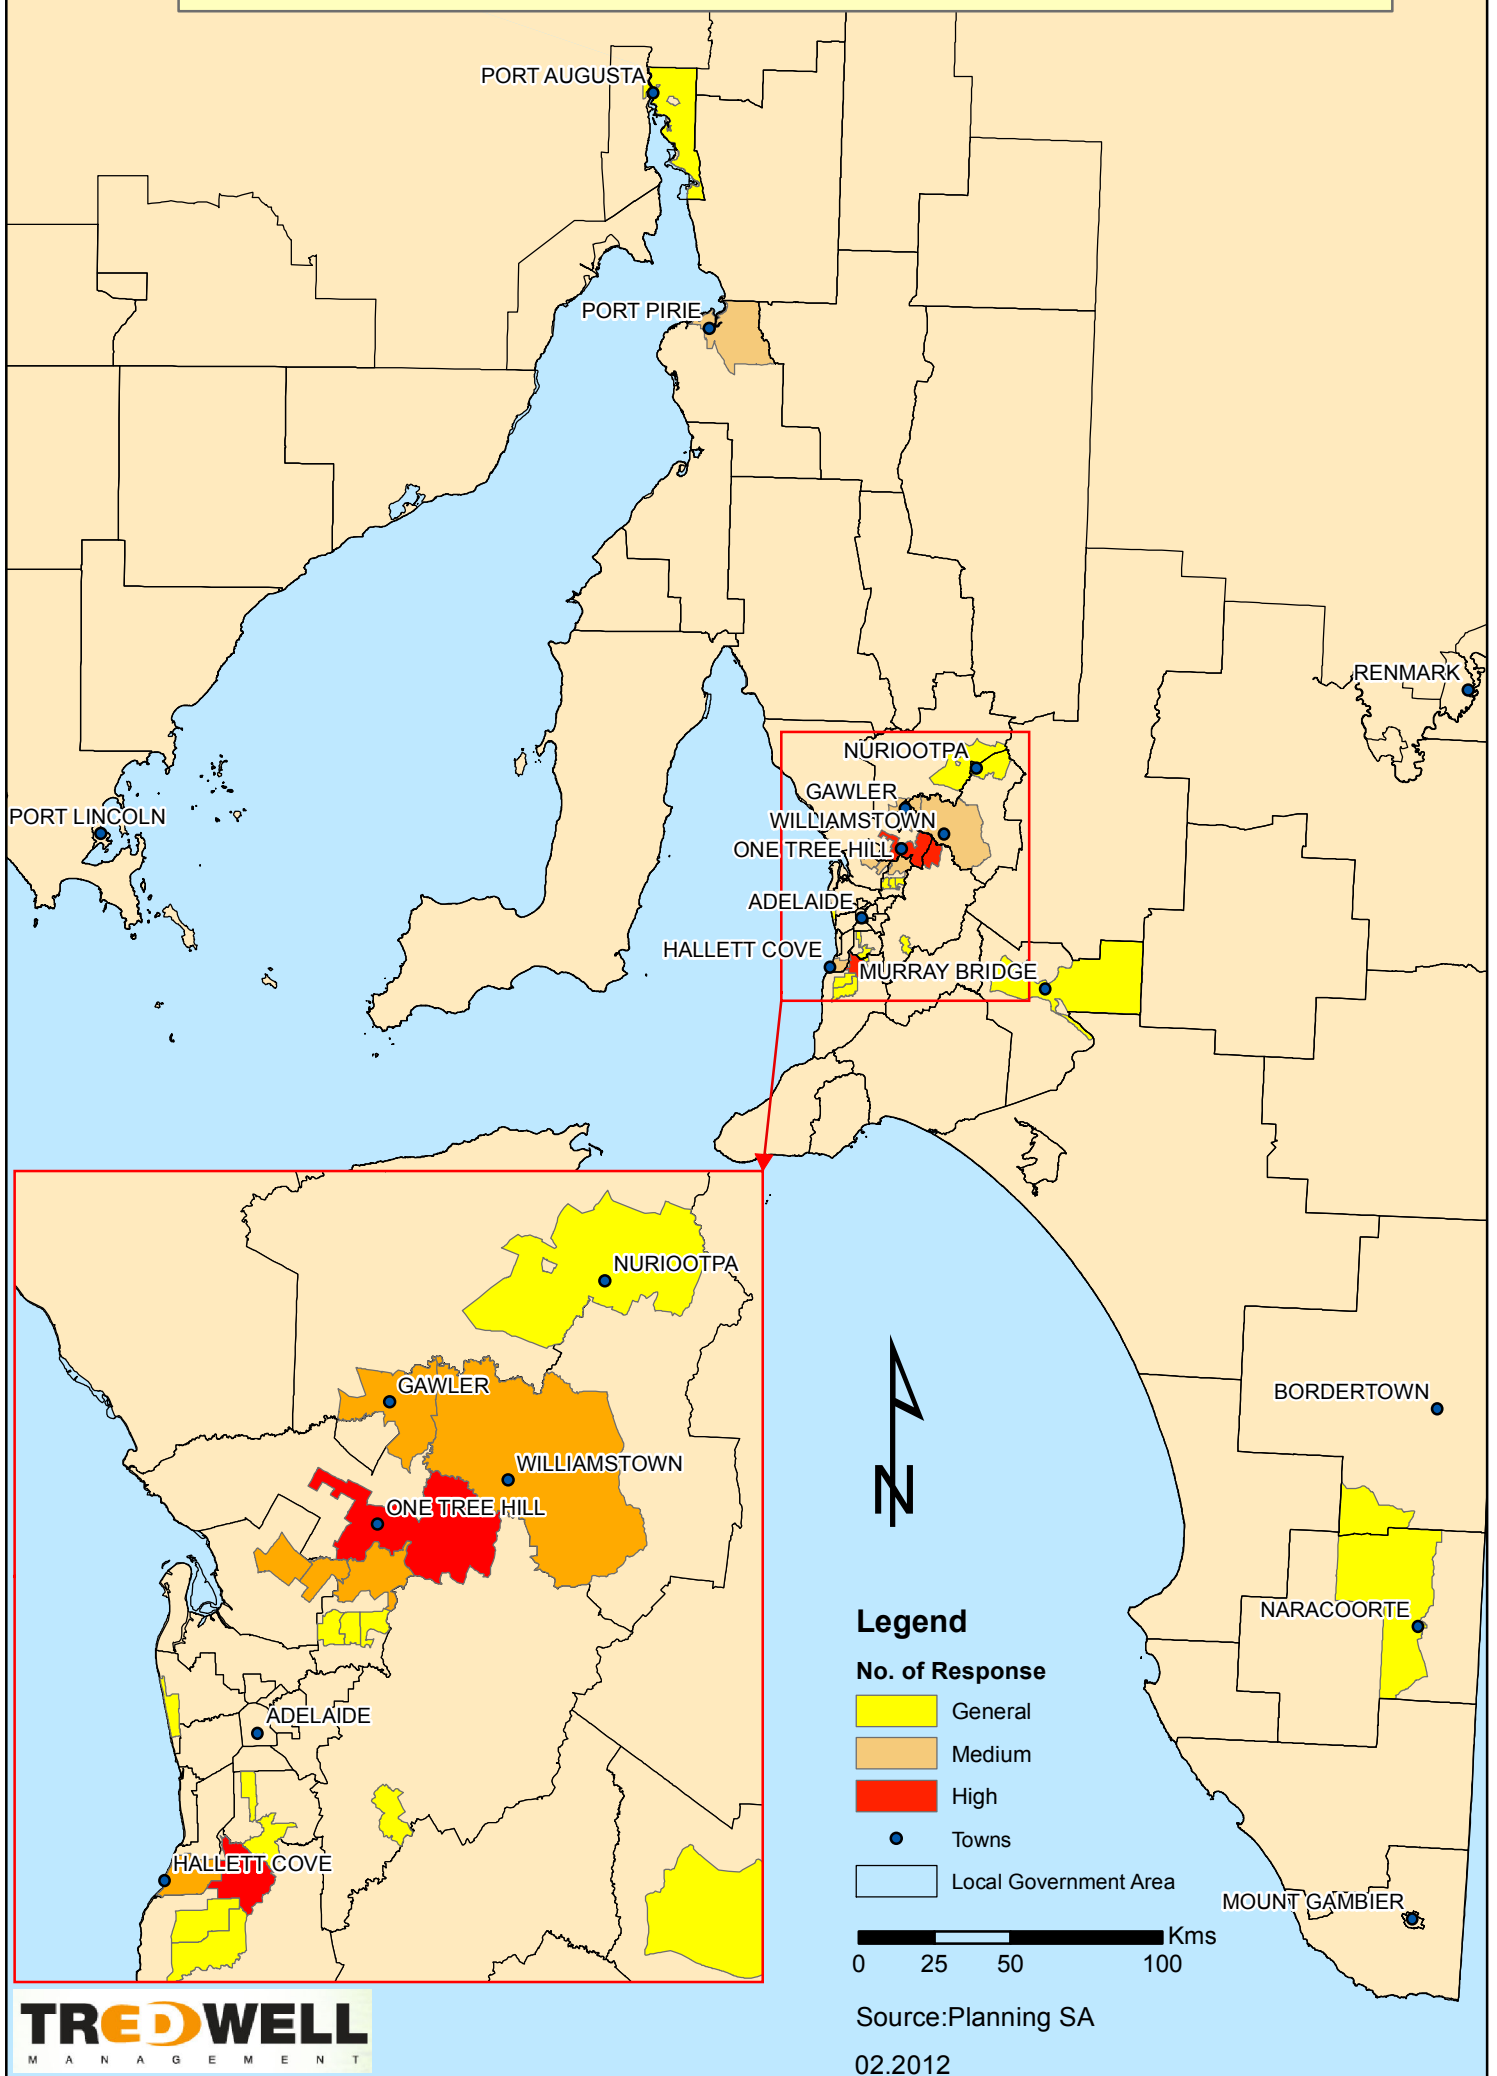 PORT AUGUSTA
PORT PIRIE
RENMARK
NURIOOTPA
GAWLER
WILLIAMSTOWN
ONE TREE HILL
PORT LINCOLN
ADELAIDE
HALLETT COVE
MURRAY BRIDGE
NURIOOTPA
GAWLER
WILLIAMSTOWN
ONE TREE HILL
ADELAIDE
HALLETT COVE
N
BORDERTOWN
NARACOORTE
MOUNT GAMBIER
Legend
No. of Response
General
Medium
High
Towns
Local Government Area
Kms
0 25 50 100
Source:Planning SA
02.2012
TREDWELL
MANAGEMENT